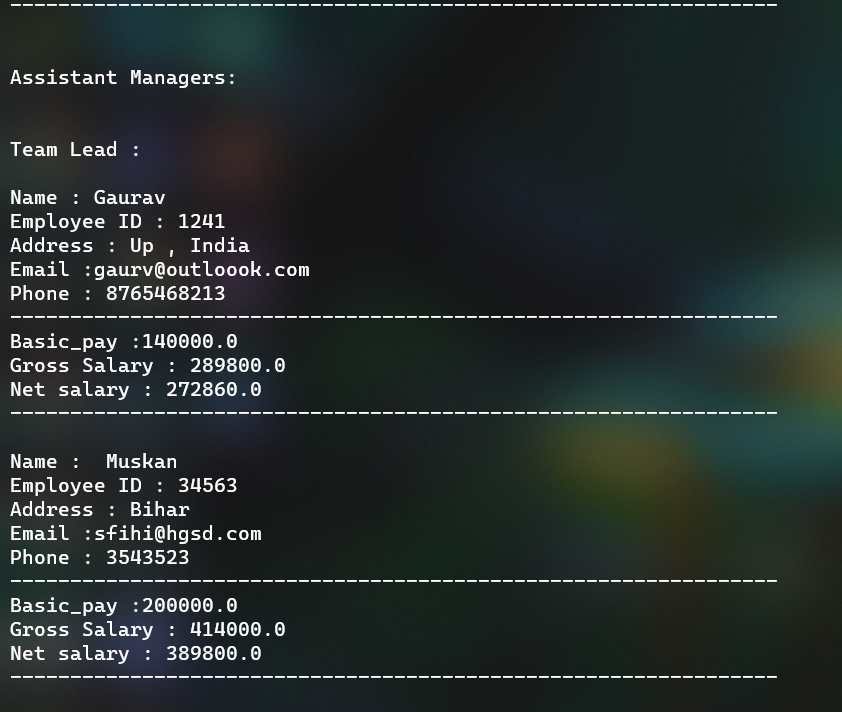 ----------------------------------------------------------------
Assistant Managers:
Team Lead :
Name : Gaurav
Employee ID : 1241
Address : Up , India
Email :gaurv@outloook.com
Phone : 8765468213
----------------------------------------------------------------
Basic_pay :140000.0
Gross Salary : 289800.0
Net salary : 272860.0
----------------------------------------------------------------
Name :  Muskan
Employee ID : 34563
Address : Bihar
Email :sfihi@hgsd.com
Phone : 3543523
----------------------------------------------------------------
Basic_pay :200000.0
Gross Salary : 414000.0
Net salary : 389800.0
----------------------------------------------------------------